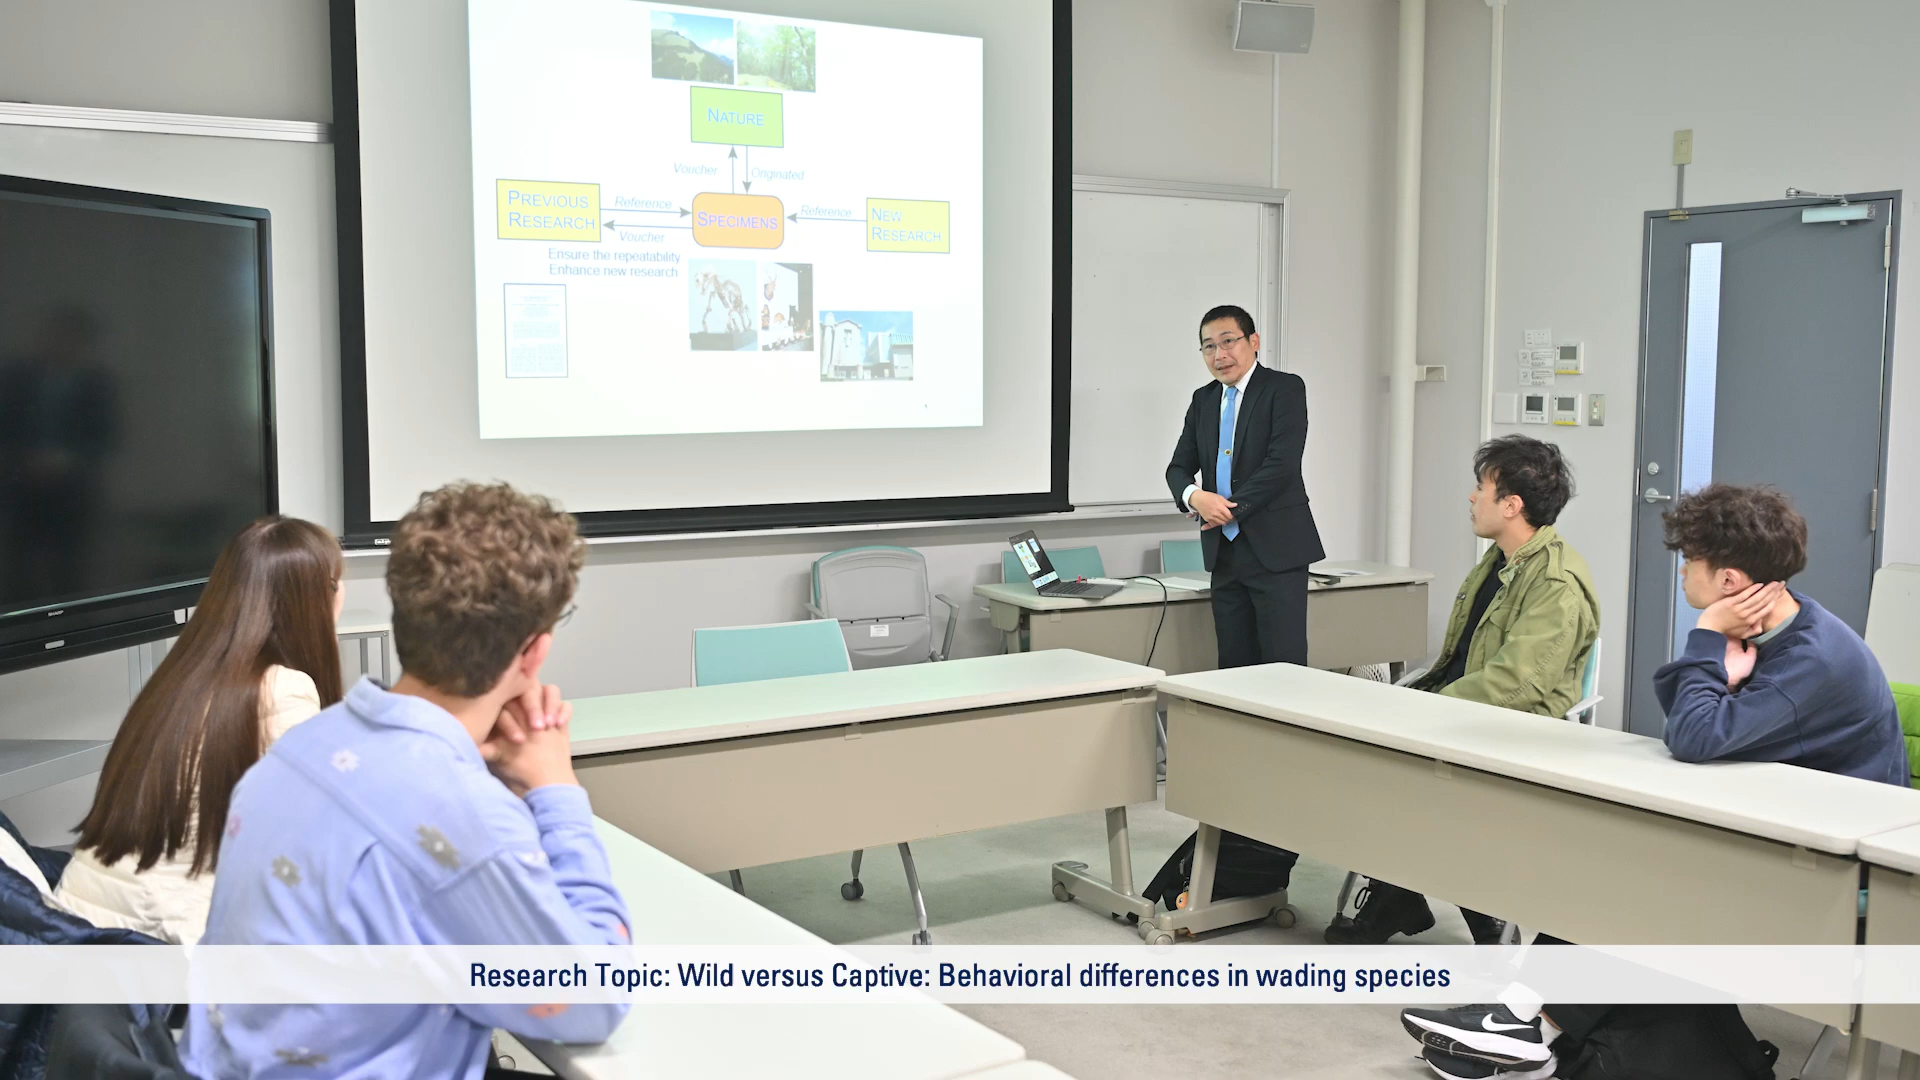 NATURE
Voucher
Originated
PREVIOUS
RESEARCH
Reference
Voucher
SPECIMENS
Reference
NEW
RESEARCH
Ensure the repeatability
Enhance new research
SHARP
Research Topic: Wild versus Captive: Behavioral differences in wading species